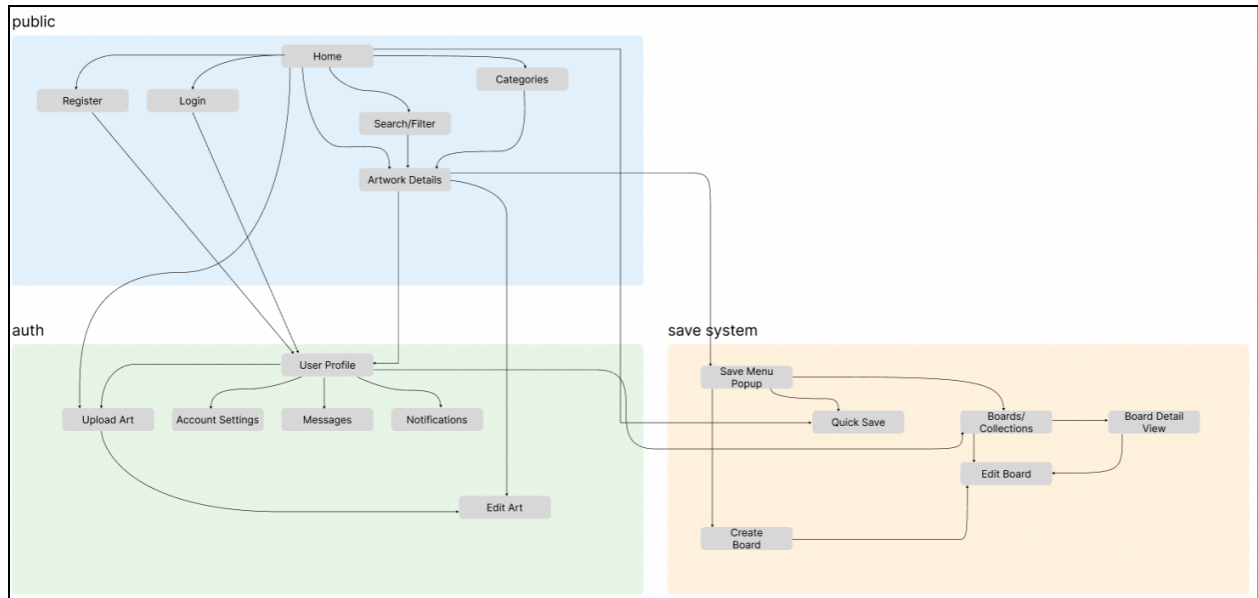 public
Home
Categories
Register
Login
Search/Filter
Artwork Details
auth
save system
User Profile
Save Menu
Popup
Upload Art
Account Settings
Messages
Notifications
Quick Save
Boards/
Collections
Board Detail
View
Edit Board
Edit Art
Create
Board